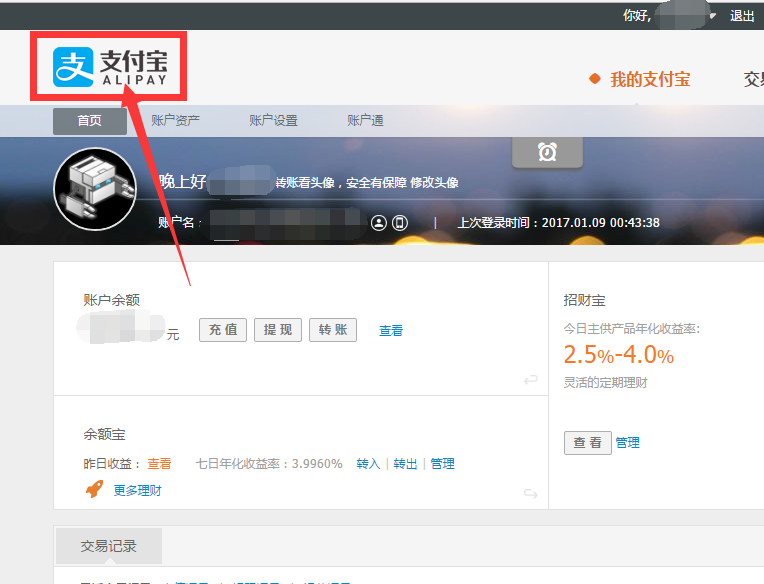 你好, 退出
支 支付宝
ALIPAY
我的支付宝
首页 账户资产 账户设置 账户通
晚上好 转账看头像，安全有保障 修改头像
账户名： | 上次登录时间：2017.01.09 00:43:38
账户余额
元 充 值 提 现 转 账 查看
招财宝
今日主供产品年化收益率:
2.5%-4.0%
灵活的定期理财
查 看 管理
余额宝
昨日收益： 查看 七日年化收益率：3.9960% 转入 | 转出 | 管理
更多理财
交易记录